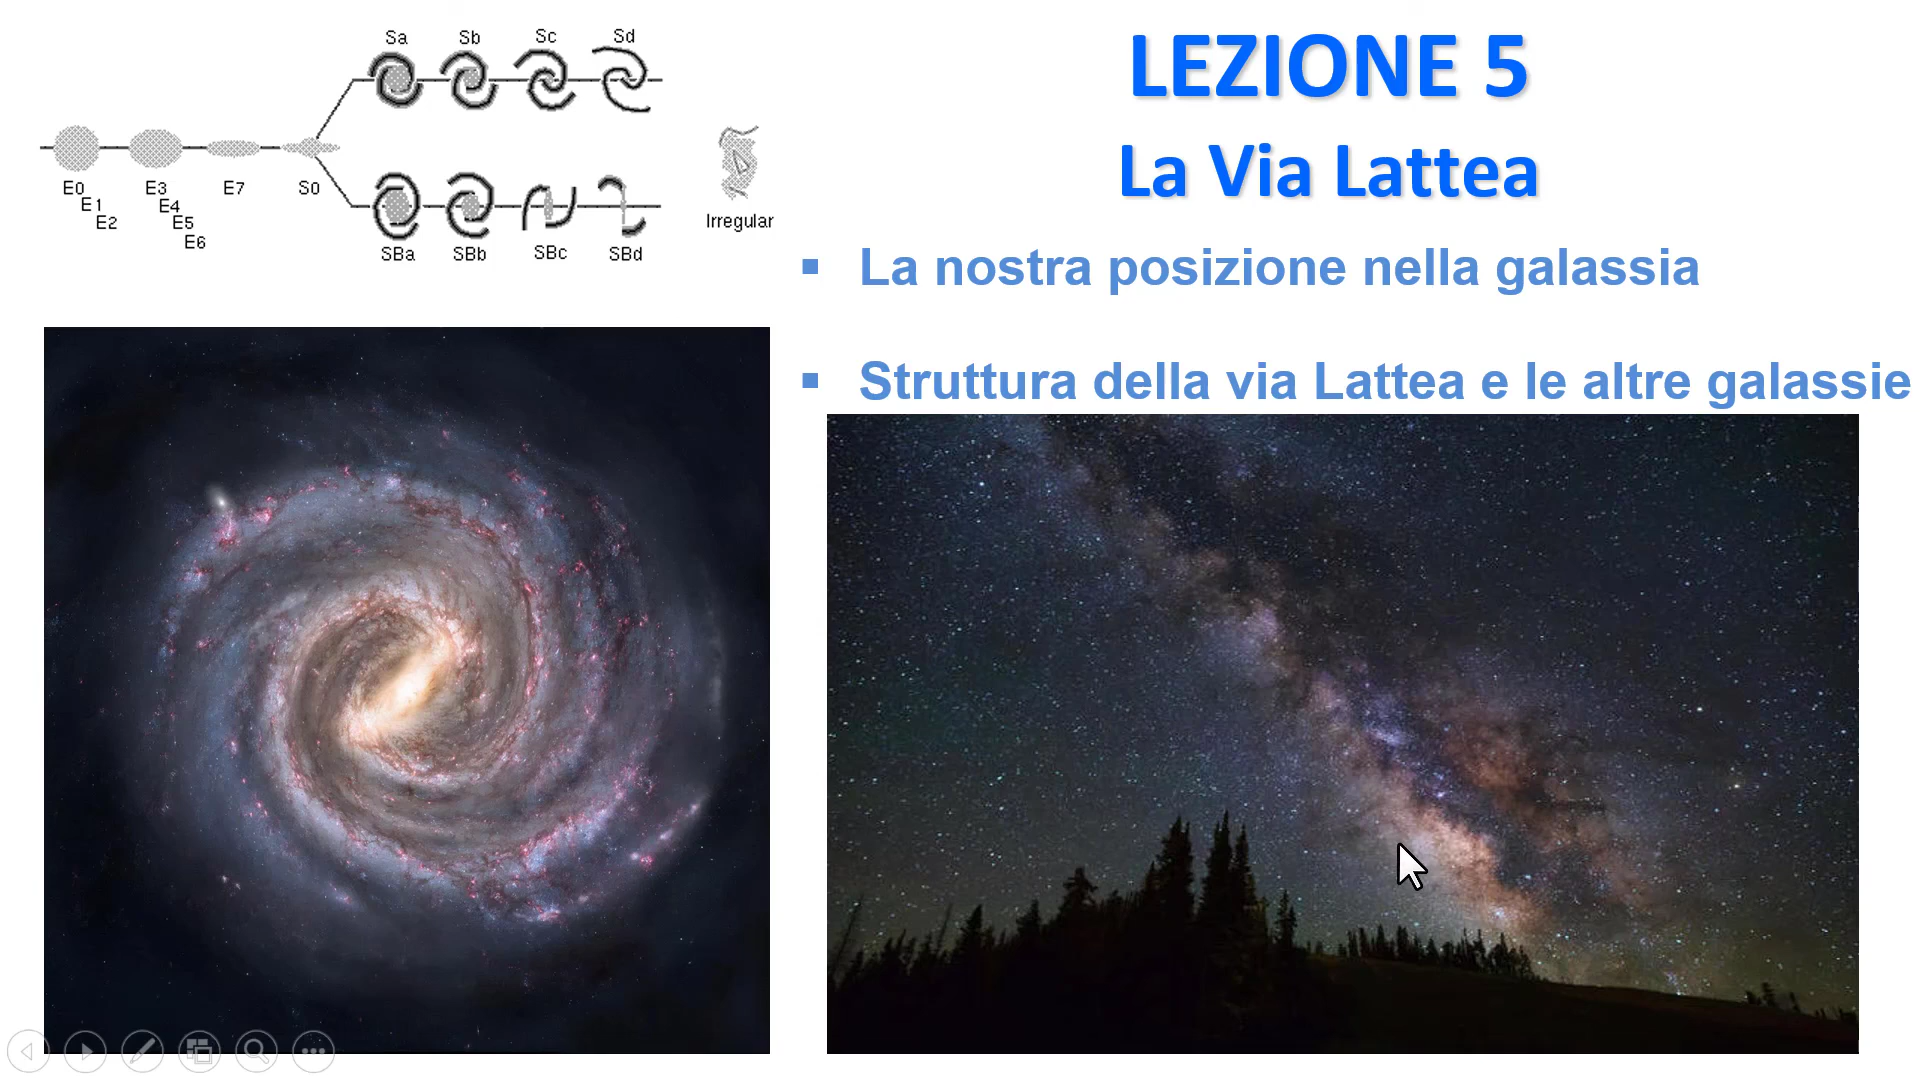 Sa Sb Sc Sd
E0 E3 E7 S0
E1 E4
E2 E5
E6
SBa SBb SBc SBd
Irregular
LEZIONE 5
La Via Lattea
▪ La nostra posizione nella galassia
▪ Struttura della via Lattea e le altre galassie